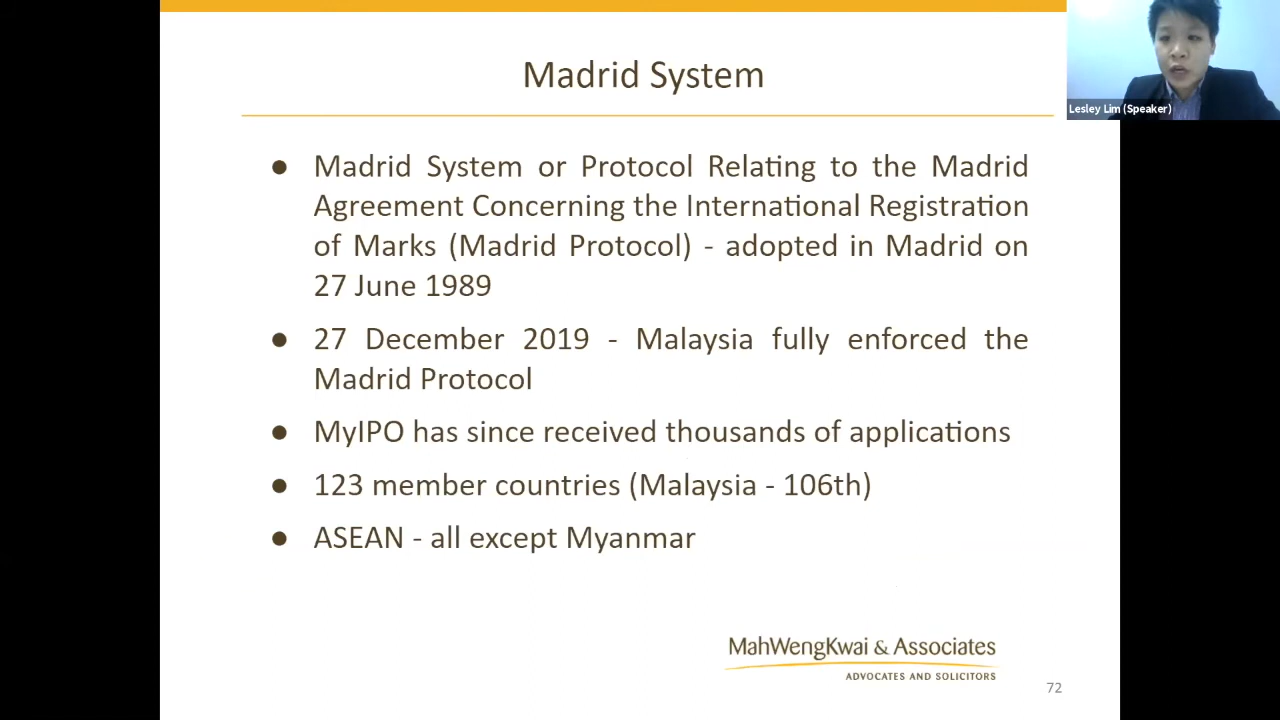 Madrid System
Lesley Lim (Speaker)
● Madrid System or Protocol Relating to the Madrid
Agreement Concerning the International Registration
of Marks (Madrid Protocol) - adopted in Madrid on
27 June 1989
● 27 December 2019 - Malaysia fully enforced the
Madrid Protocol
● MyIPO has since received thousands of applications
● 123 member countries (Malaysia - 106th)
● ASEAN - all except Myanmar
MahWengKwai & Associates
ADVOCATES AND SOLICITORS
72